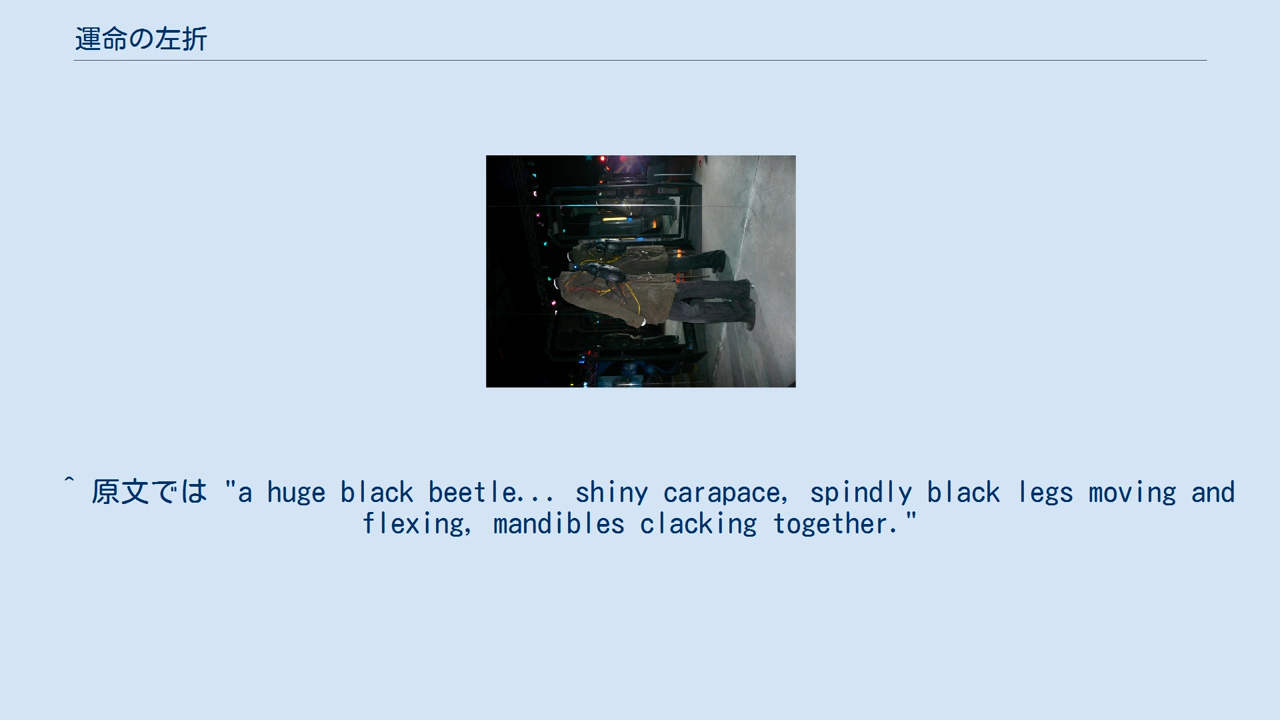 運命の左折
^ 原文では "a huge black beetle... shiny carapace, spindly black legs moving and
flexing, mandibles clacking together."